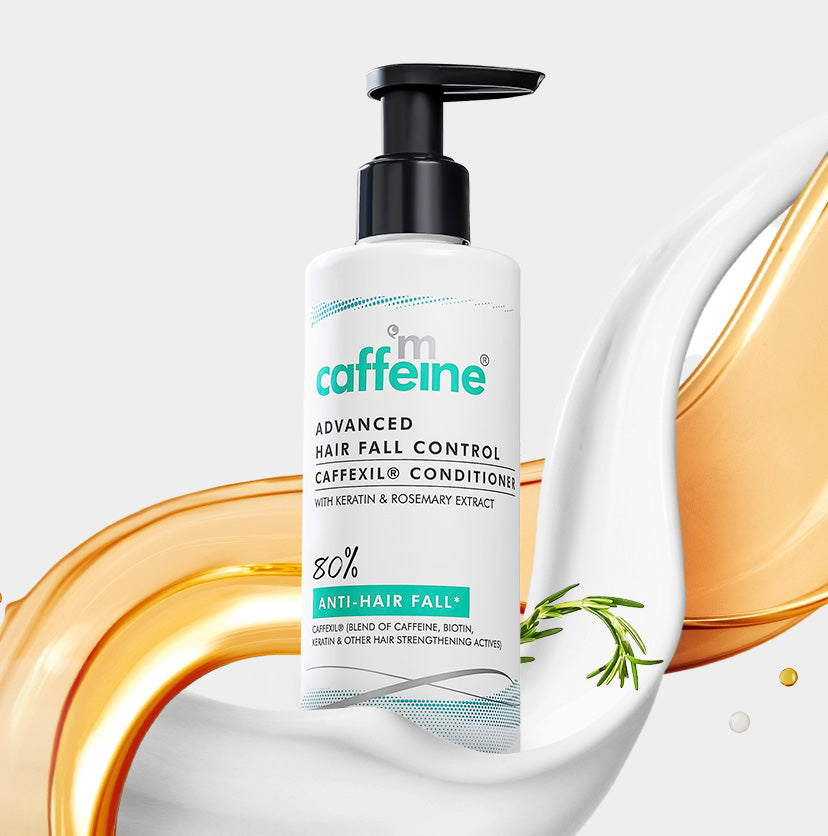 'm
caffeine®
ADVANCED
HAIR FALL CONTROL
CAFFEXIL® CONDITIONER
WITH KERATIN & ROSEMARY EXTRACT
80%
ANTI-HAIR FALL*
CAFFEXIL® (BLEND OF CAFFEINE, BIOTIN,
KERATIN & OTHER HAIR STRENGTHENING ACTIVES)